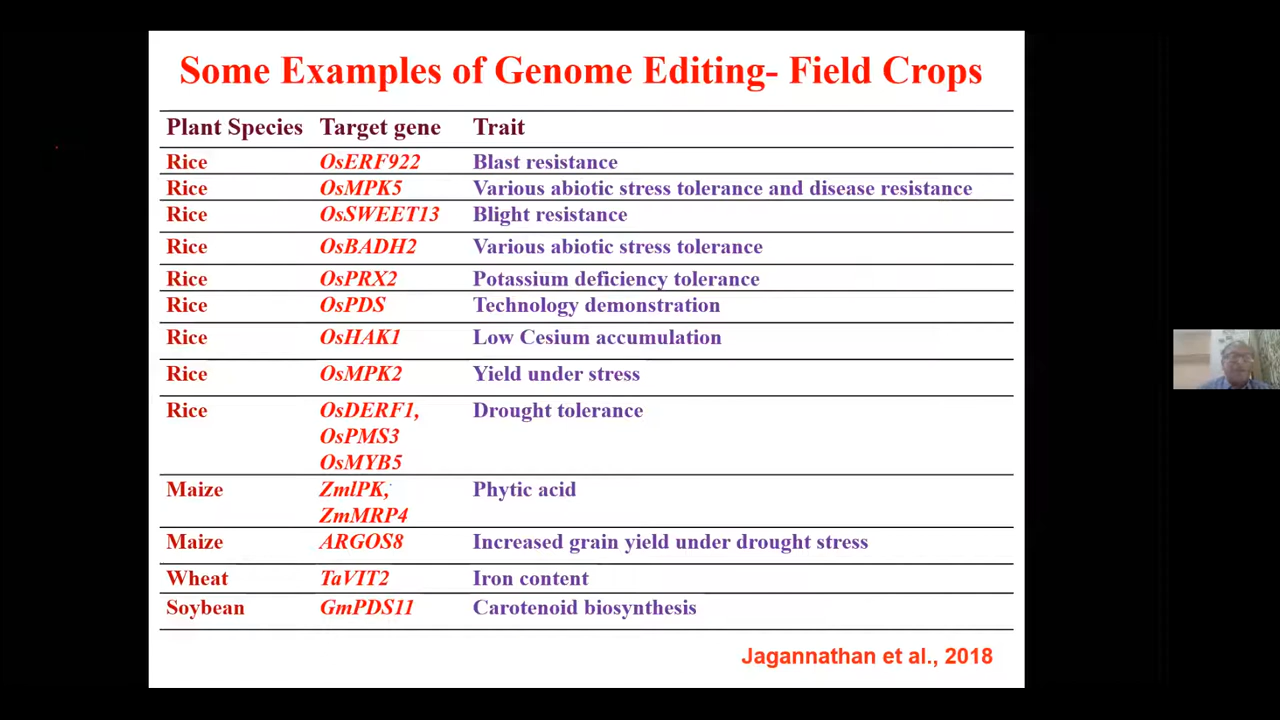 Some Examples of Genome Editing- Field Crops
Plant Species Target gene Trait
Rice OsERF922 Blast resistance
Rice OsMPK5 Various abiotic stress tolerance and disease resistance
Rice OsSWEET13 Blight resistance
Rice OsBADH2 Various abiotic stress tolerance
Rice OsPRX2 Potassium deficiency tolerance
Rice OsPDS Technology demonstration
Rice OsHAK1 Low Cesium accumulation
Rice OsMPK2 Yield under stress
Rice OsDERF1, Drought tolerance
OsPMS3
OsMYB5
Maize ZmlPK, Phytic acid
ZmMRP4
Maize ARGOS8 Increased grain yield under drought stress
Wheat TaVIT2 Iron content
Soybean GmPDS11 Carotenoid biosynthesis
Jagannathan et al., 2018